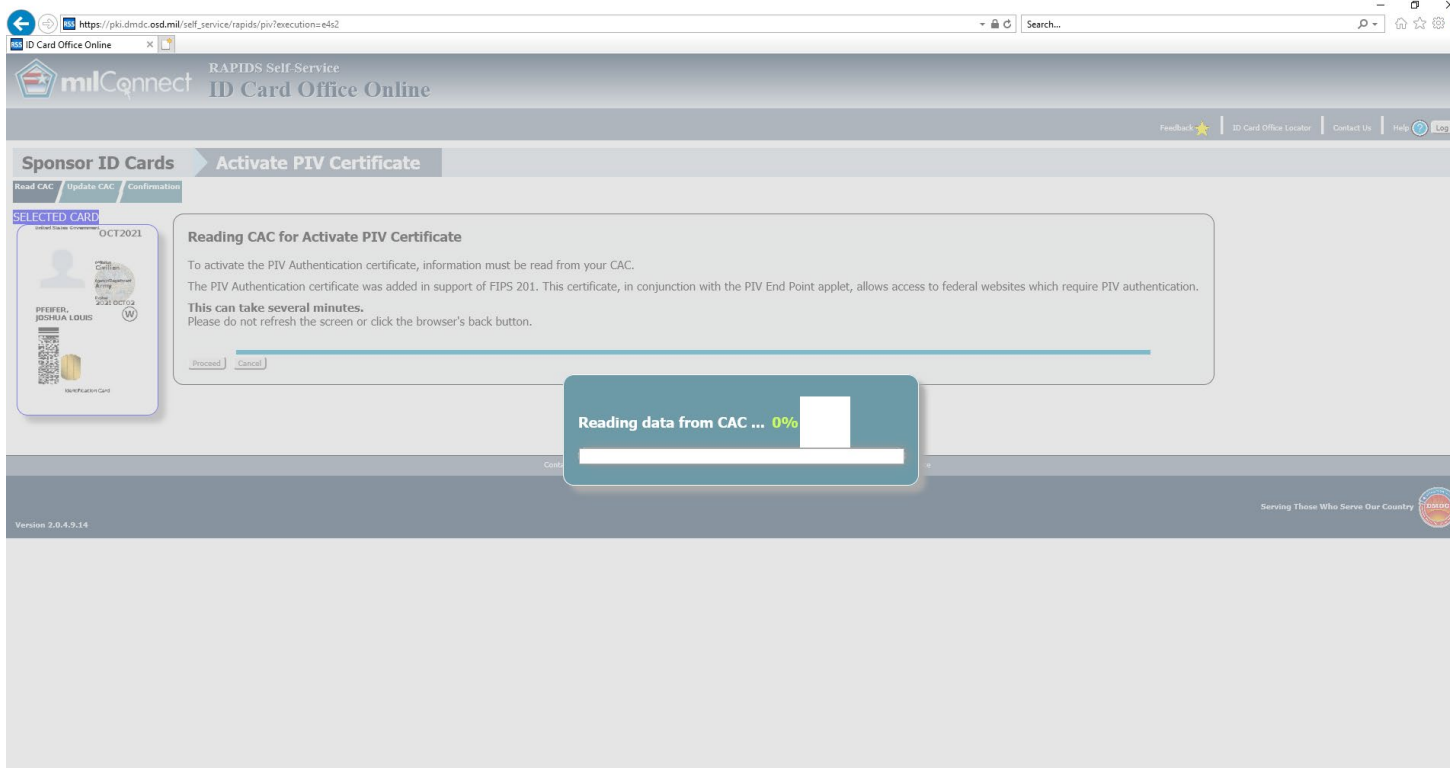 https://pki.dmdc.osd.mil/self_service/rapids/piv?execution=e4s2
Search...
RSS ID Card Office Online
milConnect
RAPIDS Self-Service
ID Card Office Online
Feedback | ID Card Office Locator | Contact Us | Help ? Log
Sponsor ID Cards Activate PIV Certificate
Read CAC Update CAC Confirmation
SELECTED CARD
United States Government
OCT2021
Civilian
Army
2021 OCT 02
PFEIFER,
JOSHUA LOUIS
W
Identification Card
Reading CAC for Activate PIV Certificate
To activate the PIV Authentication certificate, information must be read from your CAC.
The PIV Authentication certificate was added in support of FIPS 201. This certificate, in conjunction with the PIV End Point applet, allows access to federal websites which require PIV authentication.
This can take several minutes.
Please do not refresh the screen or click the browser's back button.
Proceed Cancel
Reading data from CAC ... 0%
Serving Those Who Serve Our Country
DMDC
Version 2.0.4.9.14